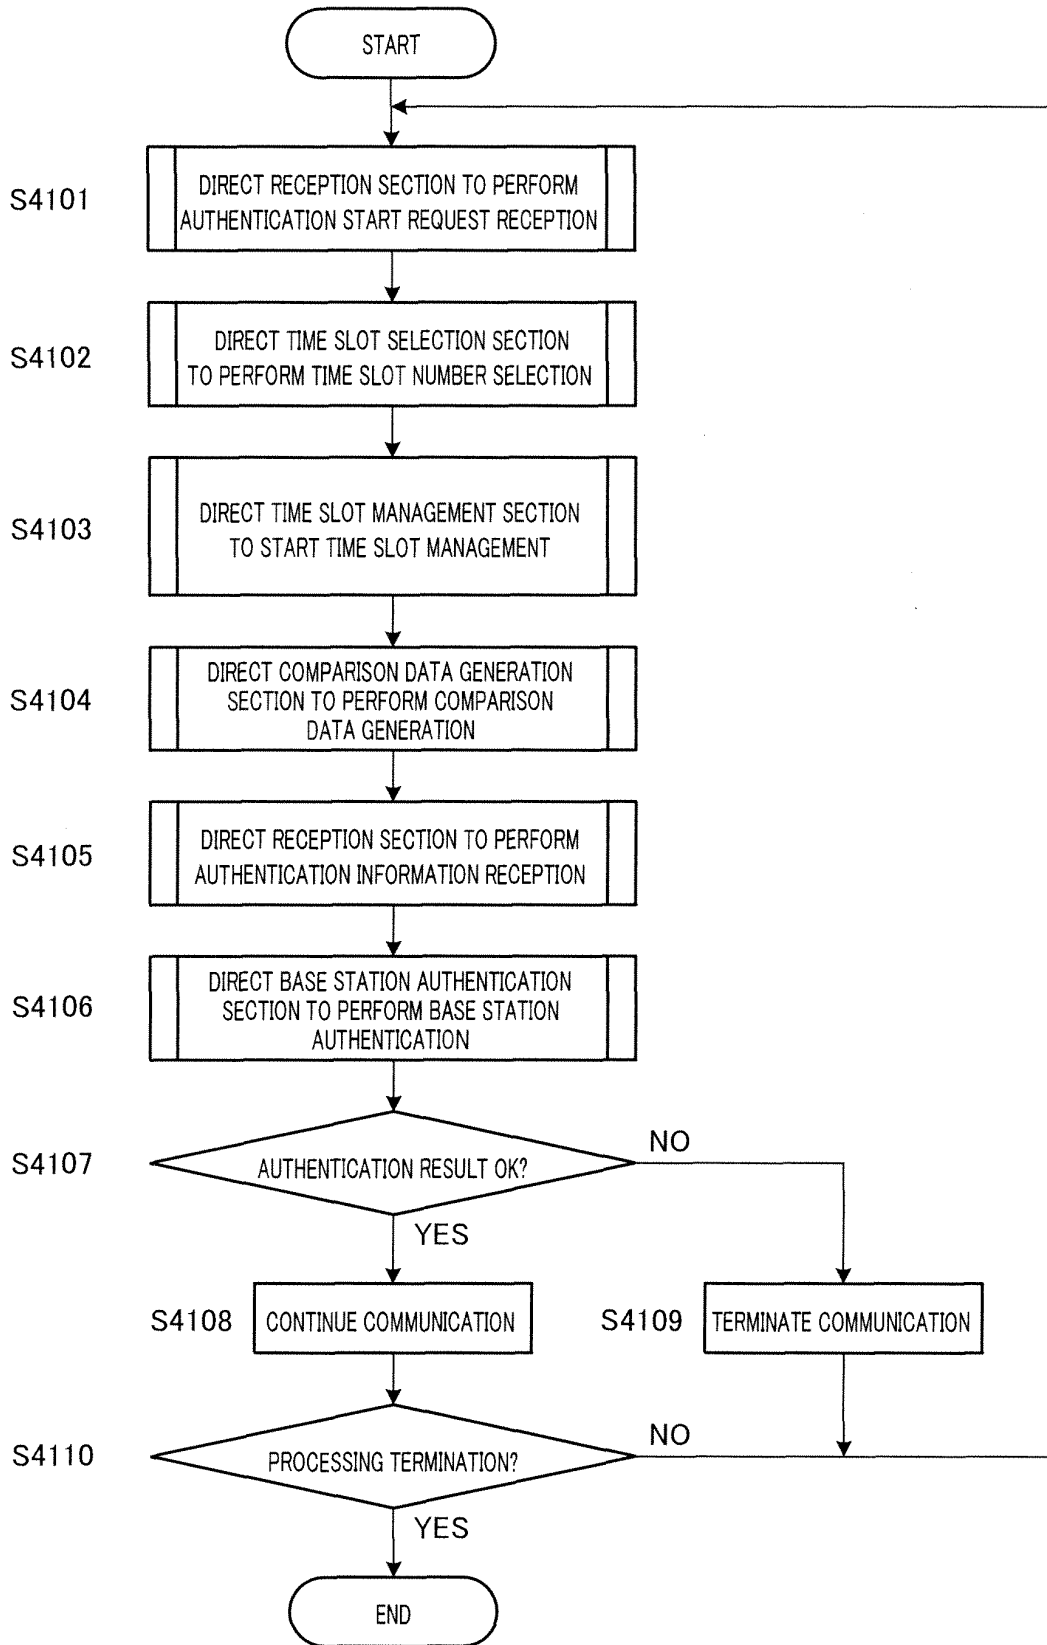 START
S4101
DIRECT RECEPTION SECTION TO PERFORM
AUTHENTICATION START REQUEST RECEPTION
S4102
DIRECT TIME SLOT SELECTION SECTION
TO PERFORM TIME SLOT NUMBER SELECTION
S4103
DIRECT TIME SLOT MANAGEMENT SECTION
TO START TIME SLOT MANAGEMENT
S4104
DIRECT COMPARISON DATA GENERATION
SECTION TO PERFORM COMPARISON
DATA GENERATION
S4105
DIRECT RECEPTION SECTION TO PERFORM
AUTHENTICATION INFORMATION RECEPTION
S4106
DIRECT BASE STATION AUTHENTICATION
SECTION TO PERFORM BASE STATION
AUTHENTICATION
S4107
AUTHENTICATION RESULT OK?
NO
YES
S4108
CONTINUE COMMUNICATION
S4109
TERMINATE COMMUNICATION
S4110
PROCESSING TERMINATION?
NO
YES
END